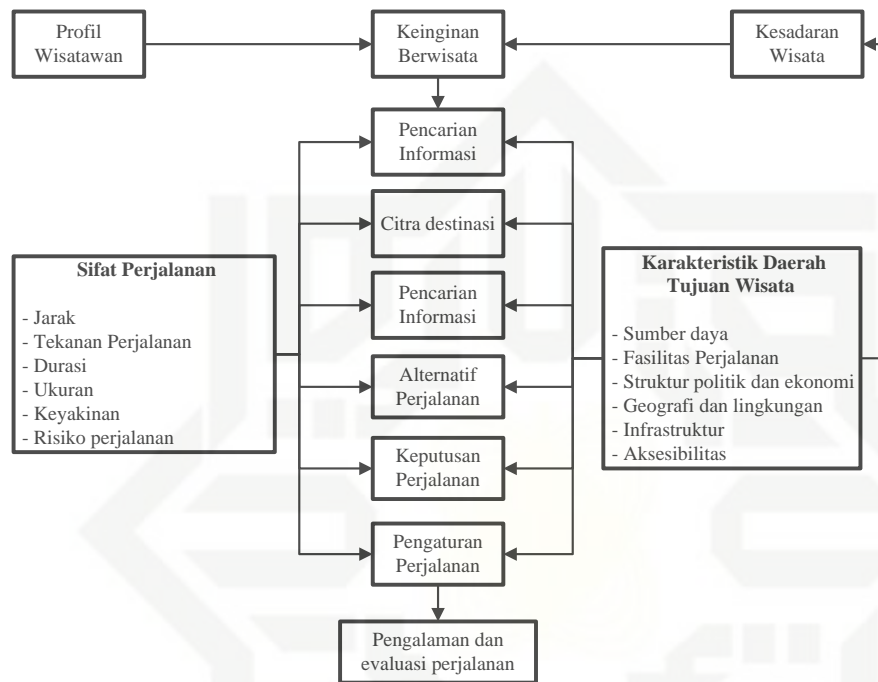 Profil
Wisatawan
Keinginan
Berwisata
Kesadaran
Wisata
Pencarian
Informasi
Citra destinasi
Sifat Perjalanan
- Jarak
- Tekanan Perjalanan
- Durasi
- Ukuran
- Keyakinan
- Risiko perjalanan
Pencarian
Informasi
Alternatif
Perjalanan
Keputusan
Perjalanan
Pengaturan
Perjalanan
Karakteristik Daerah
Tujuan Wisata
- Sumber daya
- Fasilitas Perjalanan
- Struktur politik dan ekonomi
- Geografi dan lingkungan
- Infrastruktur
- Aksesibilitas
Pengalaman dan
evaluasi perjalanan